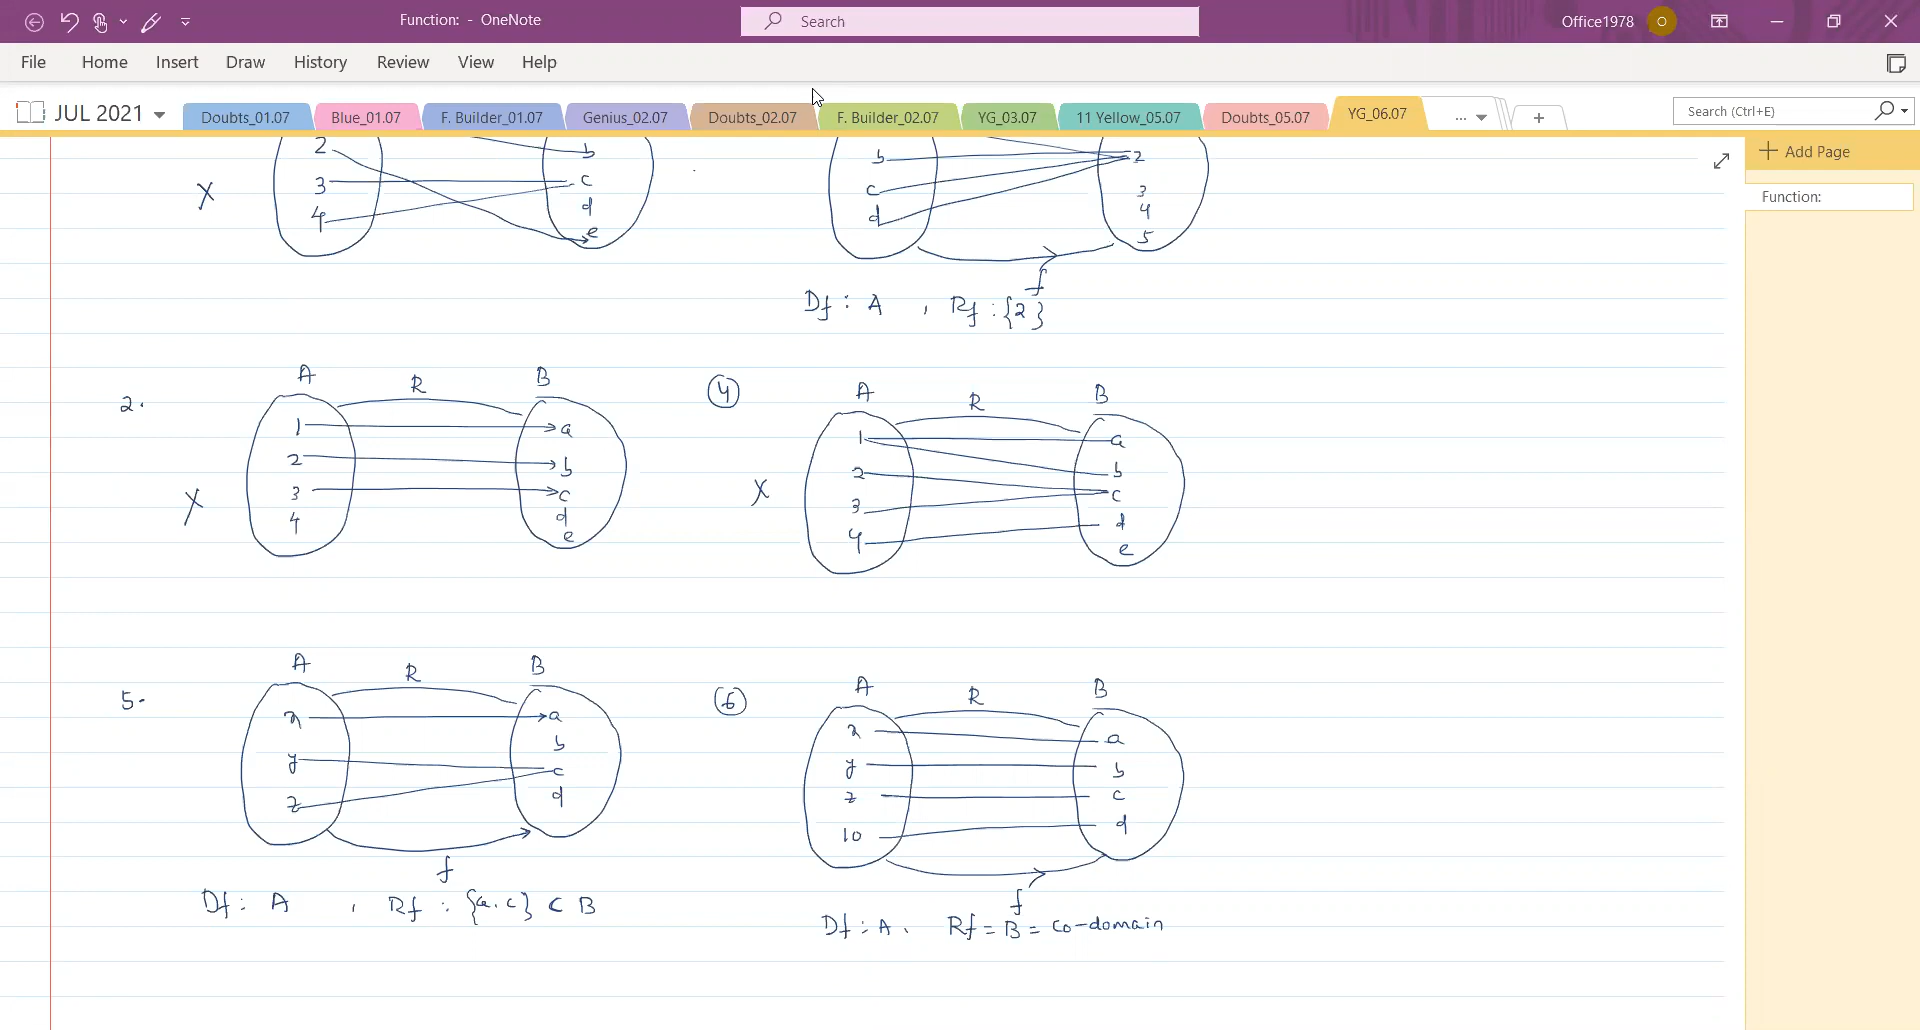 Function: - OneNote
Search
Office1978
O
File Home Insert Draw History Review View Help
JUL 2021
Doubts_01.07 Blue_01.07 F. Builder_01.07 Genius_02.07 Doubts_02.07 F. Builder_02.07 YG_03.07 11 Yellow_05.07 Doubts_05.07 YG_06.07 ... +
Search (Ctrl+E)
Add Page
Function:
X
2
3
4
b
c
d
e
b
c
d
2
3
4
5
f
Df : A , Rf : {2}
2.
A R B
1 a
2 b
3 c
4 d
e
X
4
A R B
1 a
2 b
3 c
4 d
e
X
5.
A R B
x a
y b
z c
d
f
Df : A , Rf : {a, c} ⊂ B
6
A R B
x a
y b
z c
10 d
f
Df : A , Rf = B = co-domain